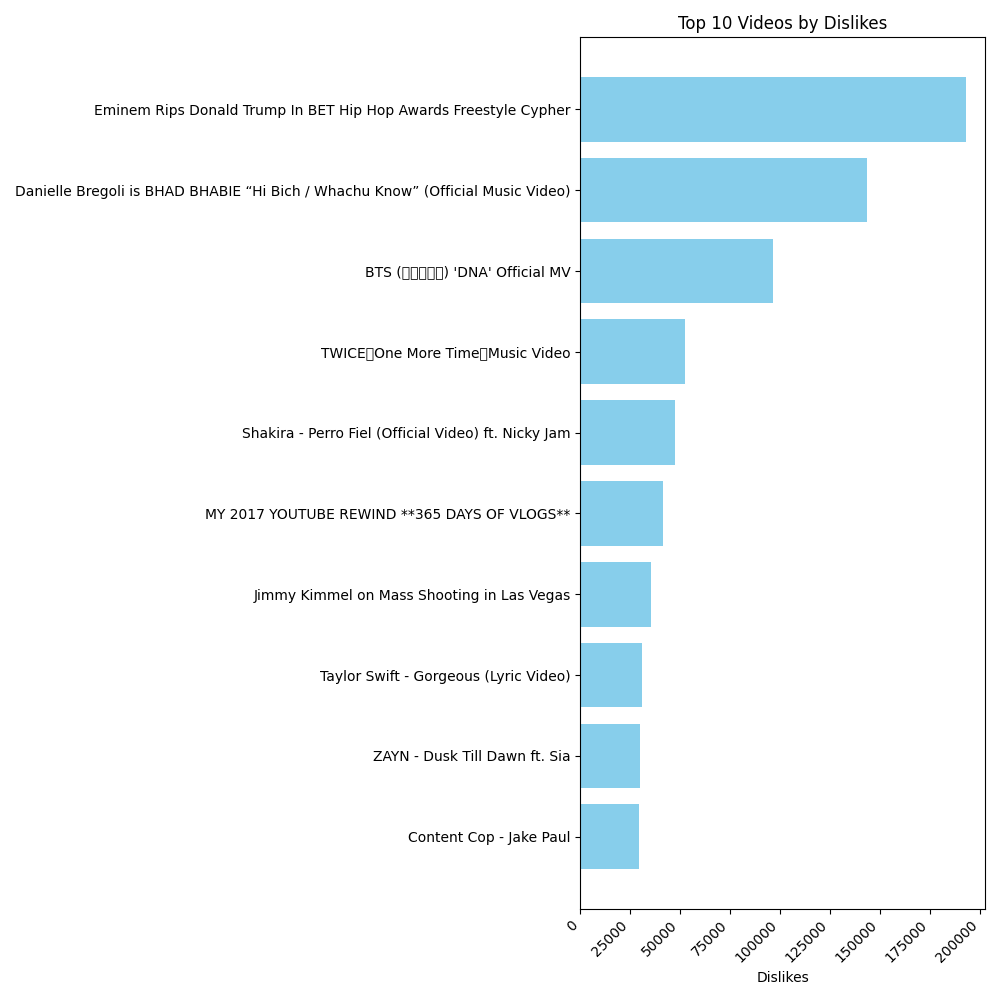 Top 10 Videos by Dislikes
Eminem Rips Donald Trump In BET Hip Hop Awards Freestyle Cypher
Danielle Bregoli is BHAD BHABIE “Hi Bich / Whachu Know” (Official Music Video)
BTS (▯▯▯▯▯) 'DNA' Official MV
TWICE▯One More Time▯Music Video
Shakira - Perro Fiel (Official Video) ft. Nicky Jam
MY 2017 YOUTUBE REWIND **365 DAYS OF VLOGS**
Jimmy Kimmel on Mass Shooting in Las Vegas
Taylor Swift - Gorgeous (Lyric Video)
ZAYN - Dusk Till Dawn ft. Sia
Content Cop - Jake Paul
0
25000
50000
75000
100000
125000
150000
175000
200000
Dislikes